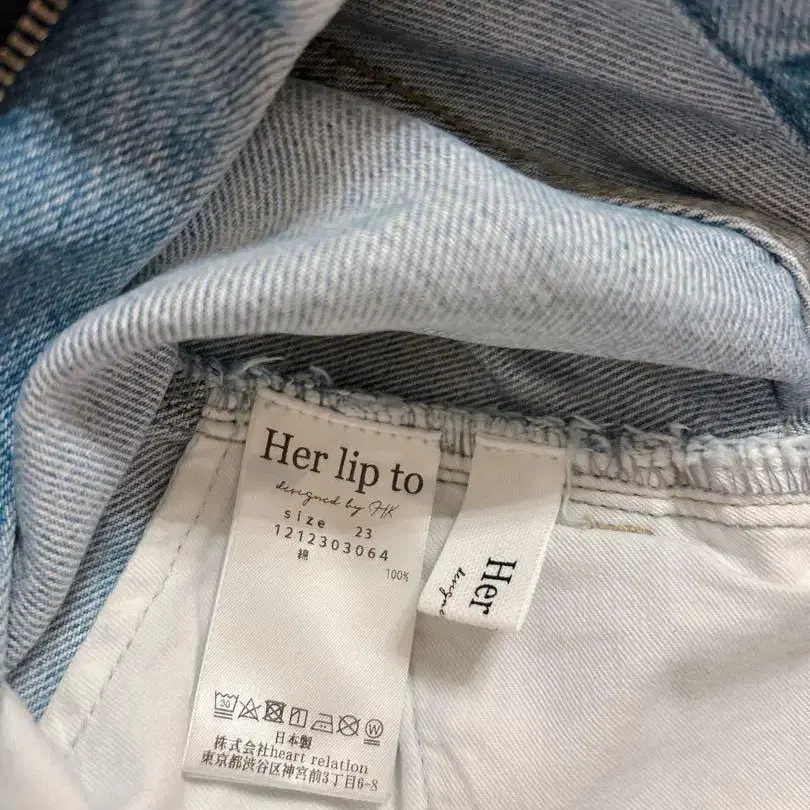 Her lip to
designed by HK
size 23
1212303064
綿
100%
30
W
日本製
株式会社heart relation
東京都渋谷区神宮前3丁目6-8
Her
designe